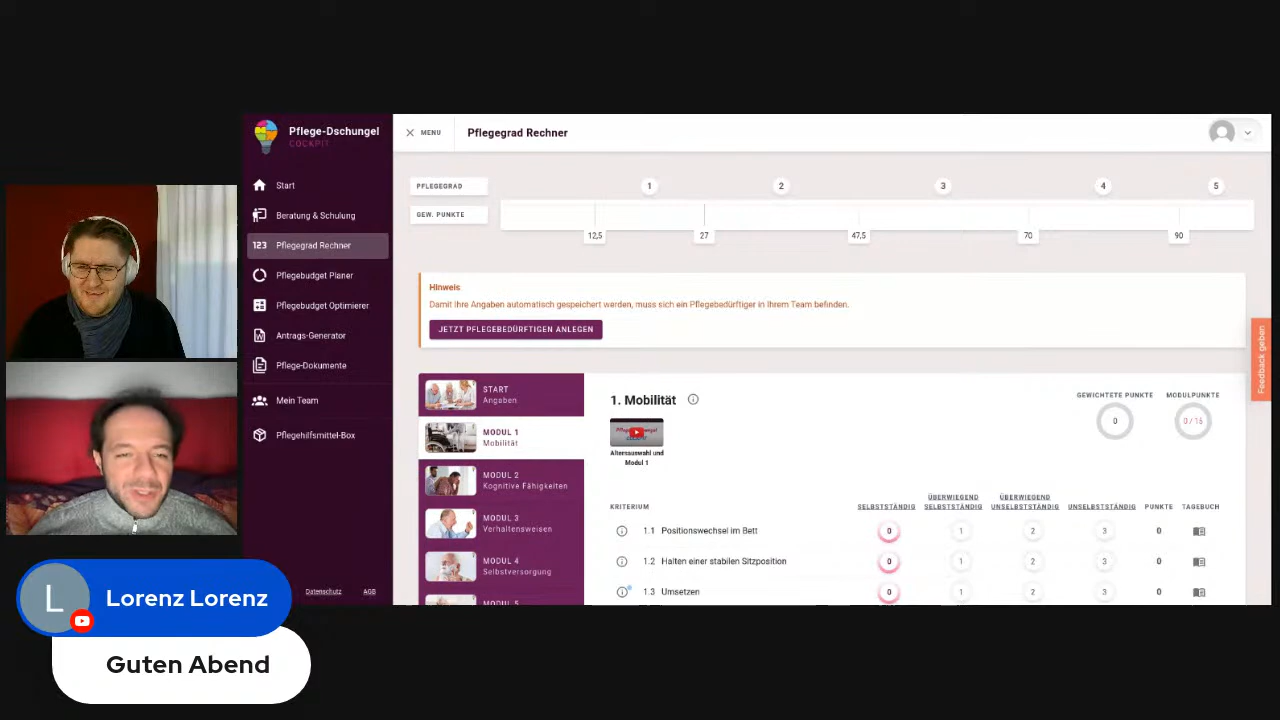 Pflege-Dschungel
COCKPIT
Start
Beratung & Schulung
123 Pflegegrad Rechner
Pflegebudget Planer
Pflegebudget Optimierer
Antrags-Generator
Pflege-Dokumente
Mein Team
Pflegehilfsmittel-Box
Datenschutz AGB
MENU
Pflegegrad Rechner
PFLEGEGRAD
1 2 3 4 5
GEW. PUNKTE
12,5 27 47,5 70 90
Hinweis
Damit Ihre Angaben automatisch gespeichert werden, muss sich ein Pflegebedürftiger in Ihrem Team befinden.
JETZT PFLEGEBEDÜRFTIGEN ANLEGEN
Feedback geben
START
Angaben
MODUL 1
Mobilität
MODUL 2
Kognitive Fähigkeiten
MODUL 3
Verhaltensweisen
MODUL 4
Selbstversorgung
MODUL 5
1. Mobilität
GEWICHTETE PUNKTE MODULPUNKTE
0 0 / 15
Altersauswahl und
Modul 1
KRITERIUM SELBSTSTÄNDIG ÜBERWIEGEND SELBSTSTÄNDIG ÜBERWIEGEND UNSELBSTSTÄNDIG UNSELBSTSTÄNDIG PUNKTE TAGEBUCH
1.1 Positionswechsel im Bett 0 1 2 3 0
1.2 Halten einer stabilen Sitzposition 0 1 2 3 0
1.3 Umsetzen 0 1 2 3 0
L
Lorenz Lorenz
Guten Abend